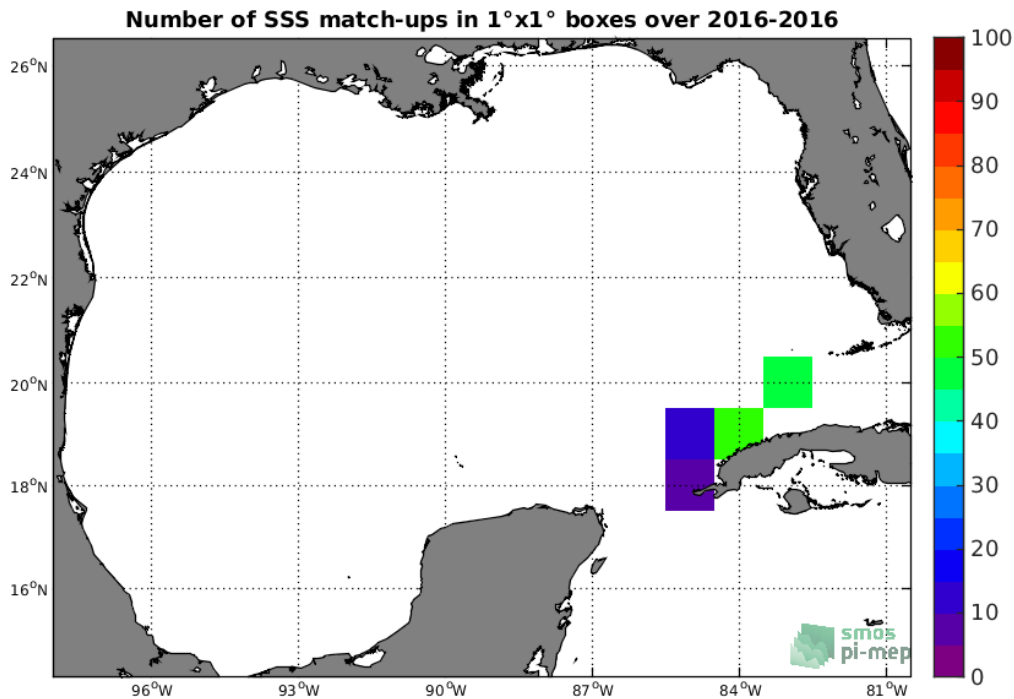 Number of SSS match-ups in 1°x1° boxes over 2016-2016
26°N
24°N
22°N
20°N
18°N
16°N
96°W
93°W
90°W
87°W
84°W
81°W
100
90
80
70
60
50
40
30
20
10
0
smos
pi-mep